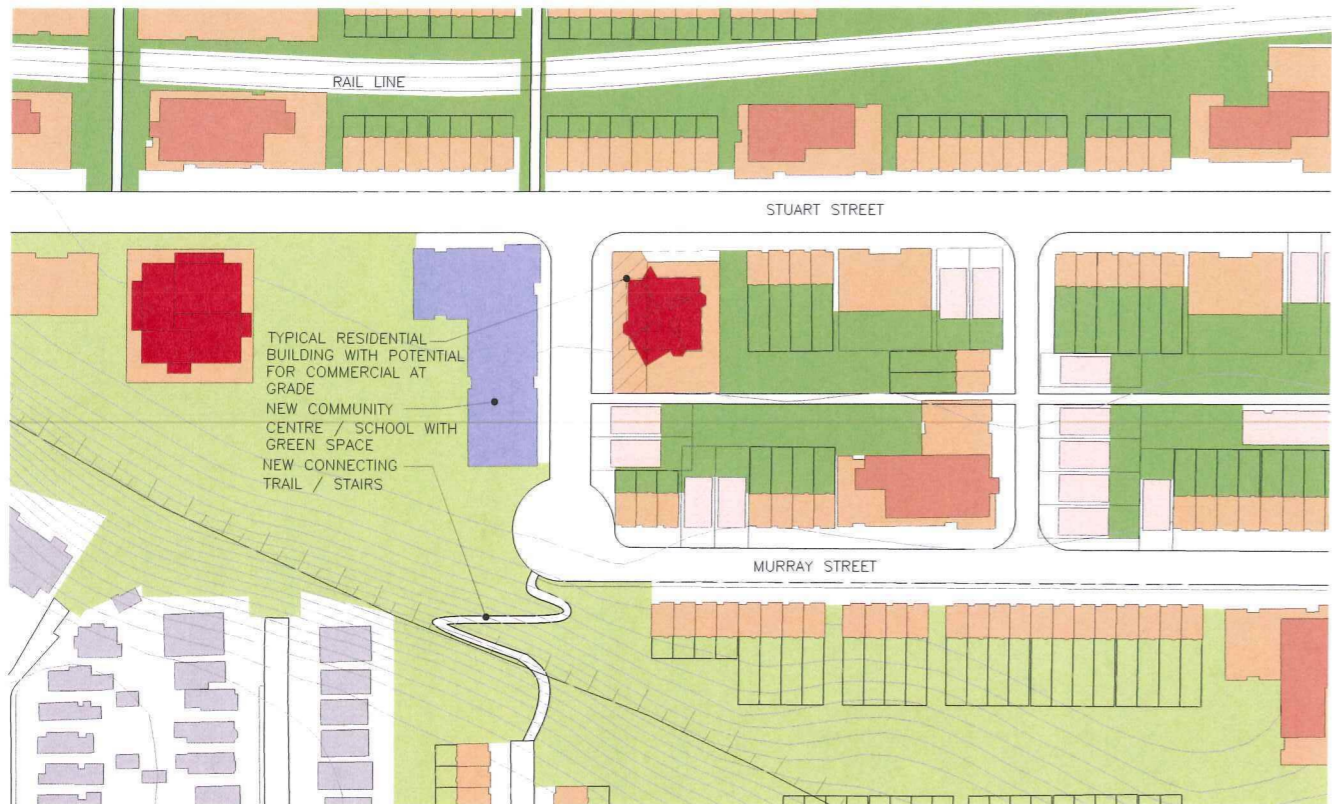 RAIL LINE
STUART STREET
TYPICAL RESIDENTIAL
BUILDING WITH POTENTIAL
FOR COMMERCIAL AT
GRADE
NEW COMMUNITY
CENTRE / SCHOOL WITH
GREEN SPACE
NEW CONNECTING
TRAIL / STAIRS
MURRAY STREET